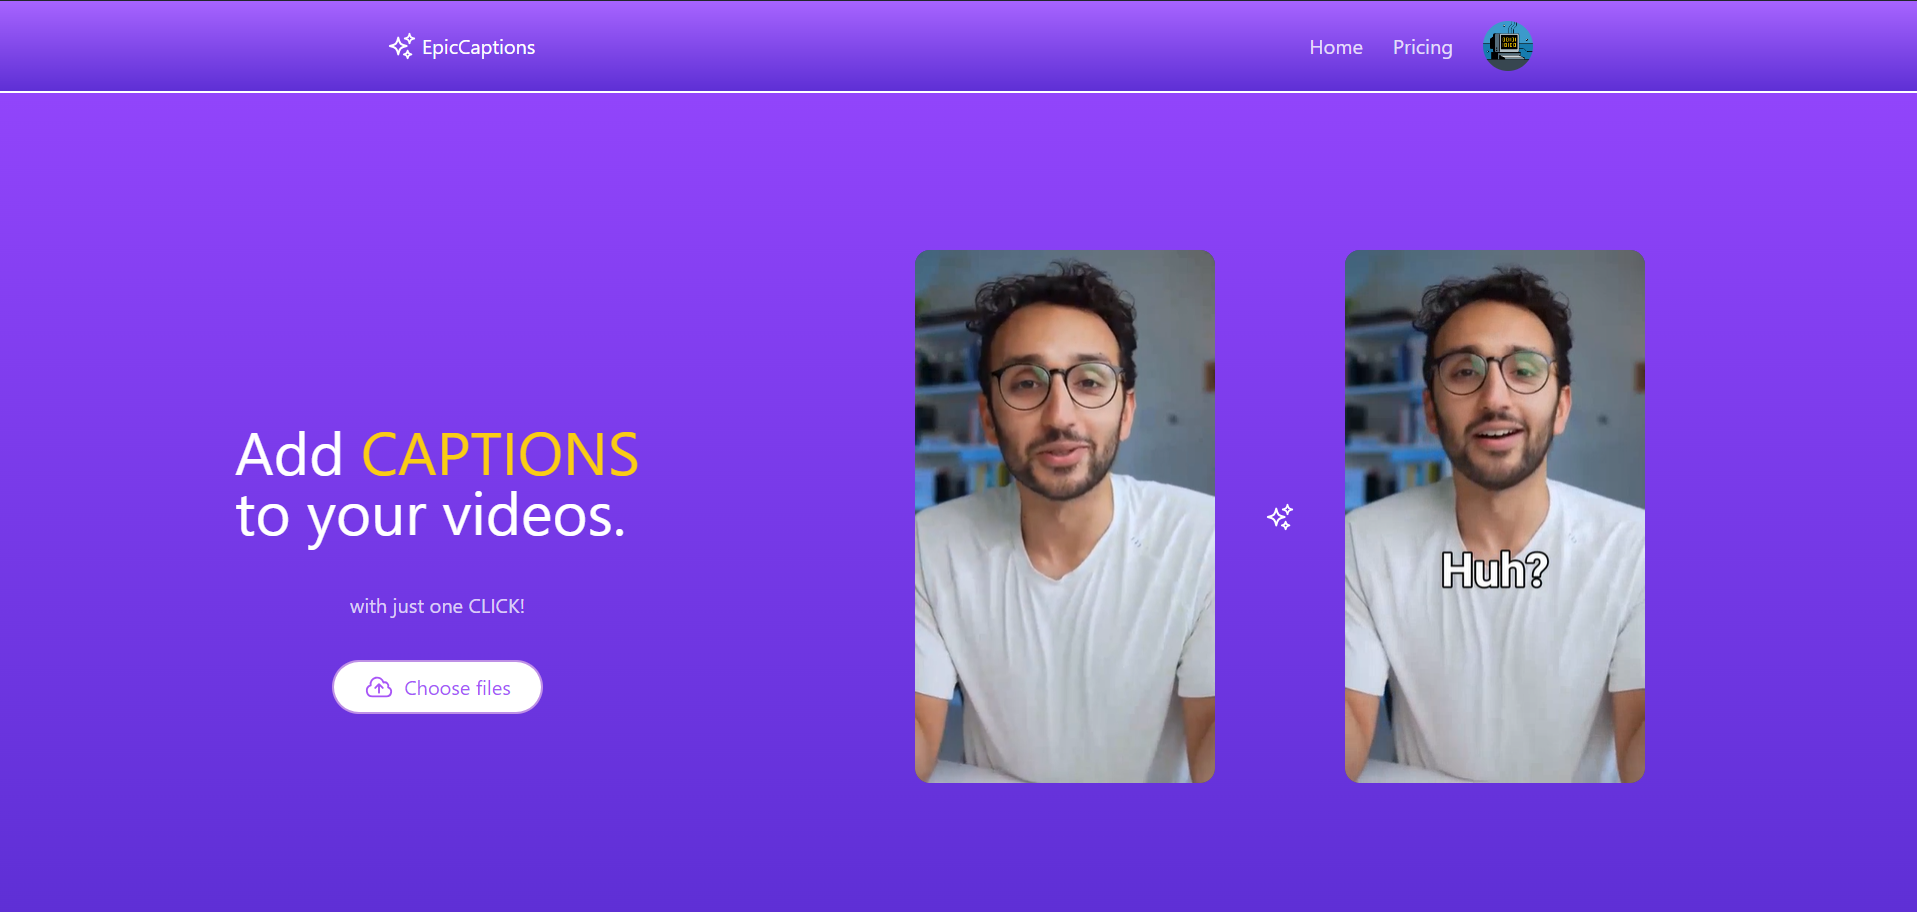 EpicCaptions
Home
Pricing
Add CAPTIONS
to your videos.
with just one CLICK!
Choose files
Huh?